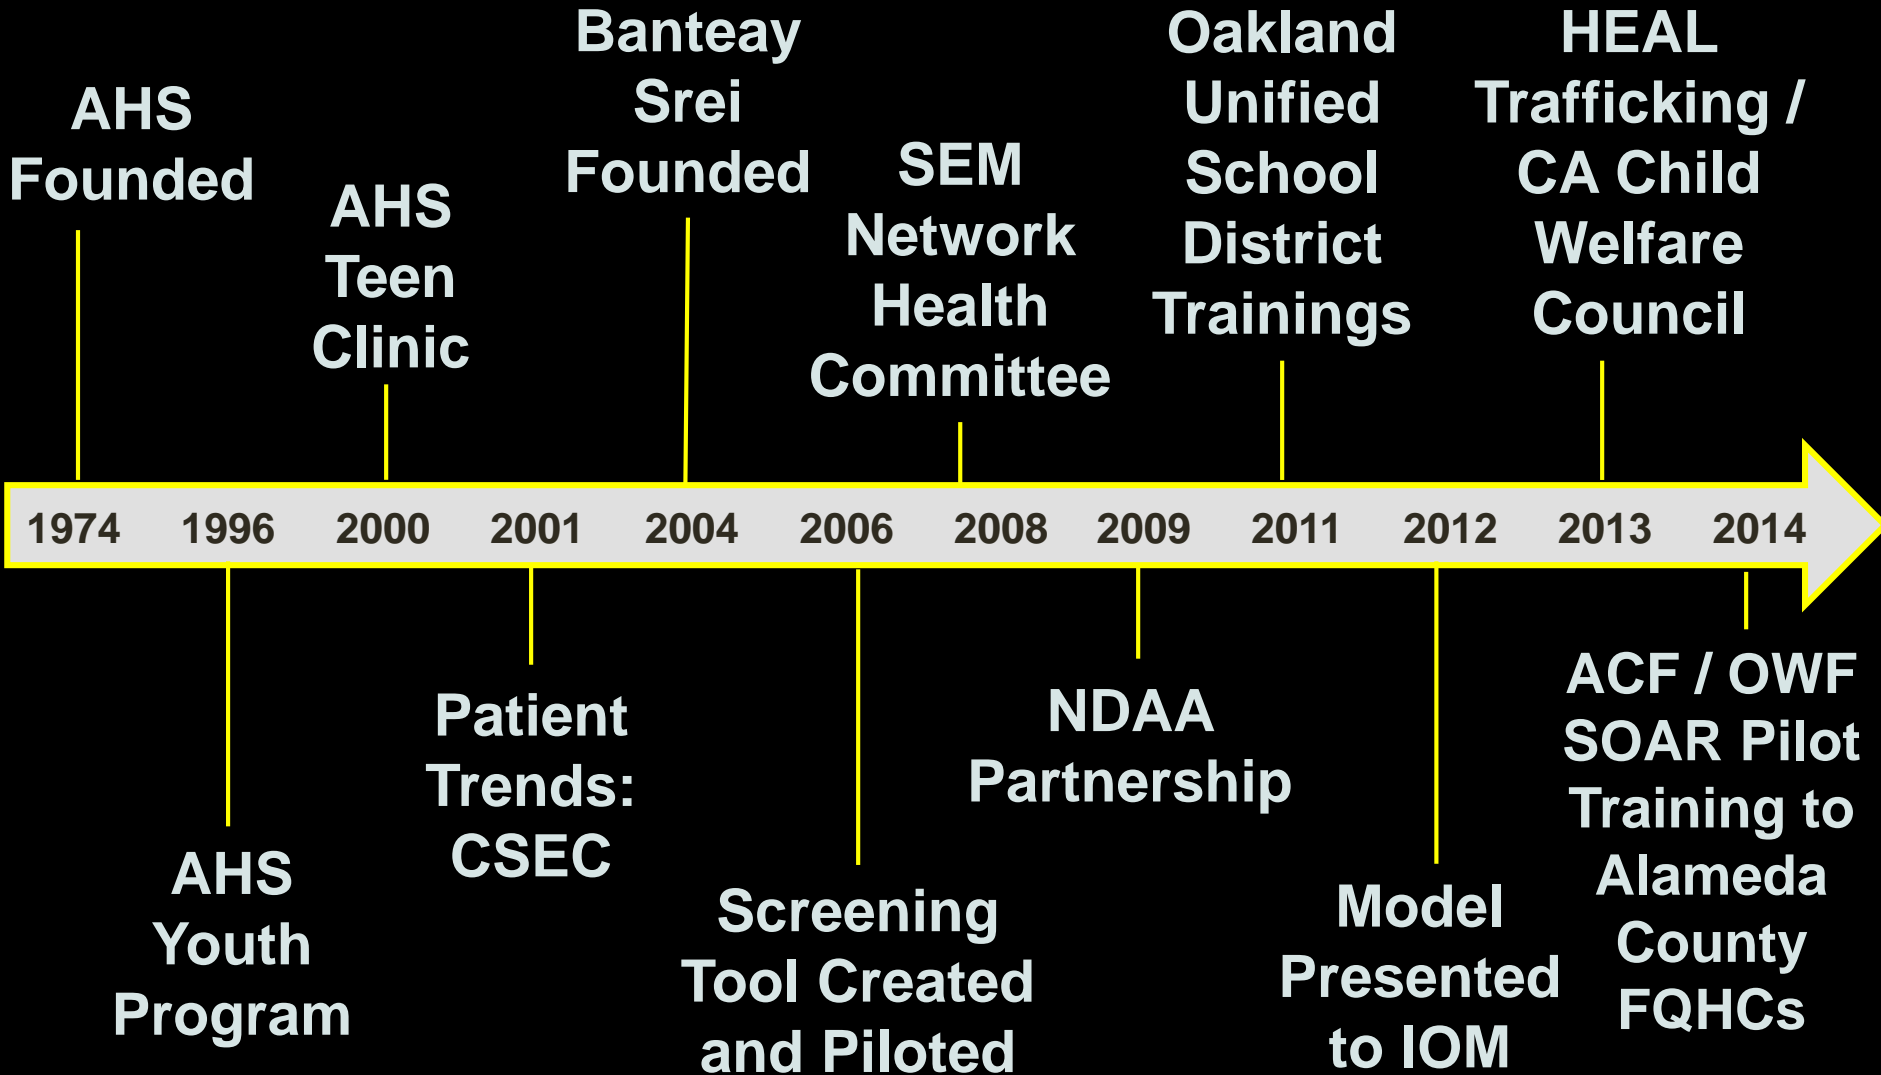 AHS
Founded
AHS
Teen
Clinic
Banteay
Srei
Founded
SEM
Network
Health
Committee
Oakland
Unified
School
District
Trainings
HEAL
Trafficking /
CA Child
Welfare
Council
1974 1996 2000 2001 2004 2006 2008 2009 2011 2012 2013 2014
AHS
Youth
Program
Patient
Trends:
CSEC
Screening
Tool Created
and Piloted
NDAA
Partnership
Model
Presented
to IOM
ACF / OWF
SOAR Pilot
Training to
Alameda
County
FQHCs